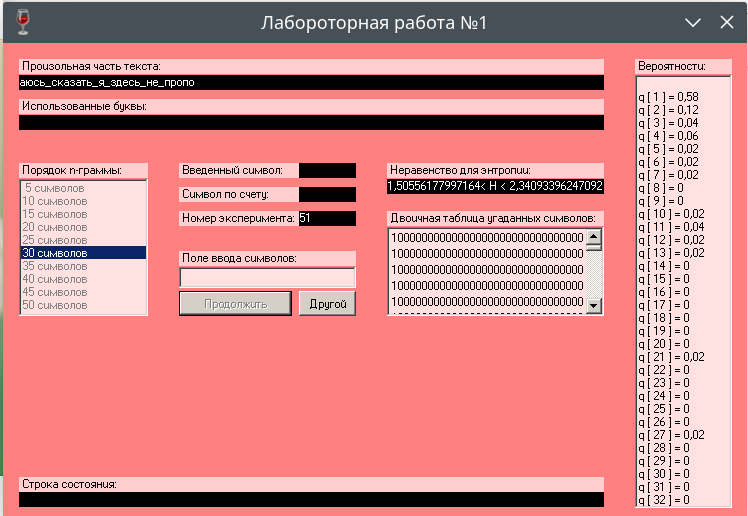 Лабороторная работа №1
Произольная часть текста:
аюсь_сказать_я_здесь_не_пропо
Использованные буквы:
Порядок n-граммы:
5 символов
10 символов
15 символов
20 символов
25 символов
30 символов
35 символов
40 символов
45 символов
50 символов
Введенный символ:
Символ по счету:
Номер эксперимента: 51
Поле ввода символов:
Продолжить
Другой
Неравенство для энтропии:
1,50556177997164< H < 2,34093396247092
Двоичная таблица угаданных символов:
10000000000000000000000000000000
10000000000000000000000000000000
10000000000000000000000000000000
10000000000000000000000000000000
10000000000000000000000000000000
Строка состояния:
Вероятности:
q [ 1 ] = 0,58
q [ 2 ] = 0,12
q [ 3 ] = 0,04
q [ 4 ] = 0,06
q [ 5 ] = 0,02
q [ 6 ] = 0,02
q [ 7 ] = 0,02
q [ 8 ] = 0
q [ 9 ] = 0
q [ 10 ] = 0,02
q [ 11 ] = 0,04
q [ 12 ] = 0,02
q [ 13 ] = 0,02
q [ 14 ] = 0
q [ 15 ] = 0
q [ 16 ] = 0
q [ 17 ] = 0
q [ 18 ] = 0
q [ 19 ] = 0
q [ 20 ] = 0
q [ 21 ] = 0,02
q [ 22 ] = 0
q [ 23 ] = 0
q [ 24 ] = 0
q [ 25 ] = 0
q [ 26 ] = 0
q [ 27 ] = 0,02
q [ 28 ] = 0
q [ 29 ] = 0
q [ 30 ] = 0
q [ 31 ] = 0
q [ 32 ] = 0